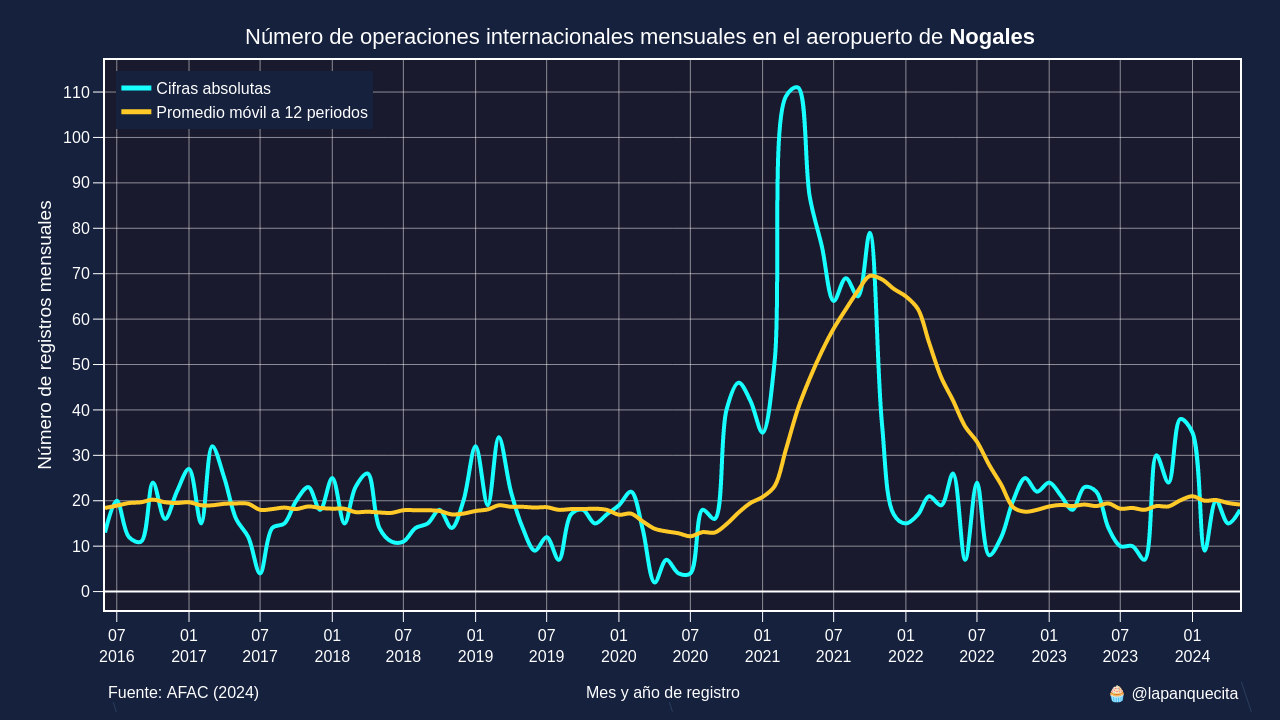 Número de operaciones internacionales mensuales en el aeropuerto de Nogales
Cifras absolutas
Promedio móvil a 12 periodos
Número de registros mensuales
110
100
90
80
70
60
50
40
30
20
10
0
07 01 07 01 07 01 07 01 07 01 07 01 07 01 07 01
2016 2017 2017 2018 2018 2019 2019 2020 2020 2021 2021 2022 2022 2023 2023 2024
Fuente: AFAC (2024)
Mes y año de registro
🧁 @lapanquecita